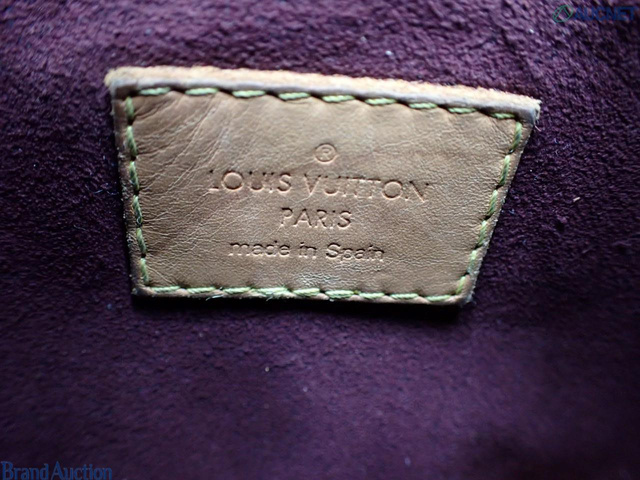 ®
LOUIS VUITTON
PARIS
made in Spain
Brand Auction